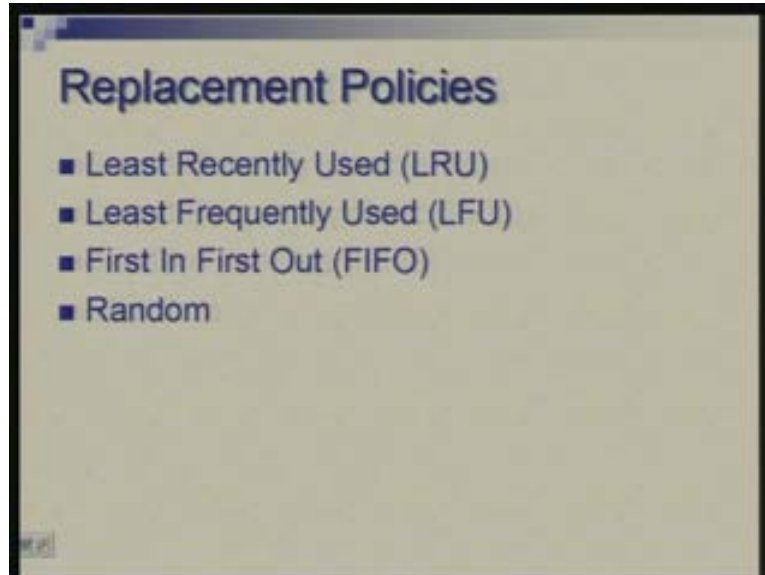 Replacement Policies
Least Recently Used (LRU)
Least Frequently Used (LFU)
First In First Out (FIFO)
Random